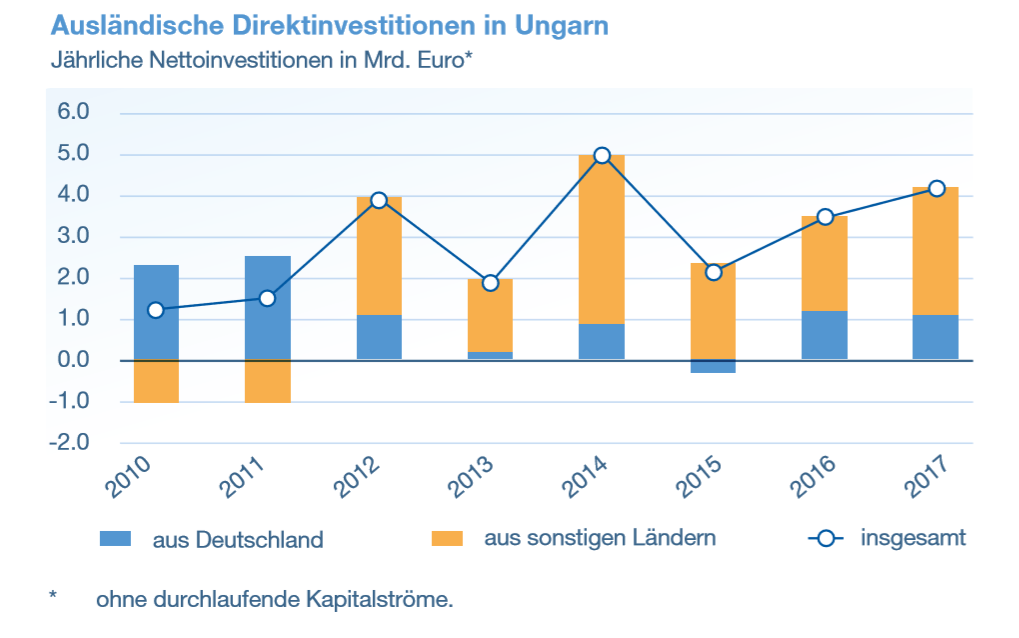 Ausländische Direktinvestitionen in Ungarn
Jährliche Nettoinvestitionen in Mrd. Euro*
6.0
5.0
4.0
3.0
2.0
1.0
0.0
-1.0
-2.0
2010 2011 2012 2013 2014 2015 2016 2017
aus Deutschland aus sonstigen Ländern insgesamt
* ohne durchlaufende Kapitalströme.